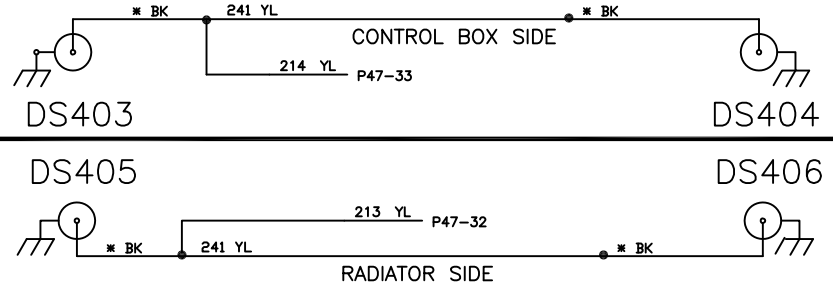 * BK 241 YL * BK
CONTROL BOX SIDE
214 YL P47-33
DS403 DS404
DS405 DS406
213 YL P47-32
* BK 241 YL * BK
RADIATOR SIDE